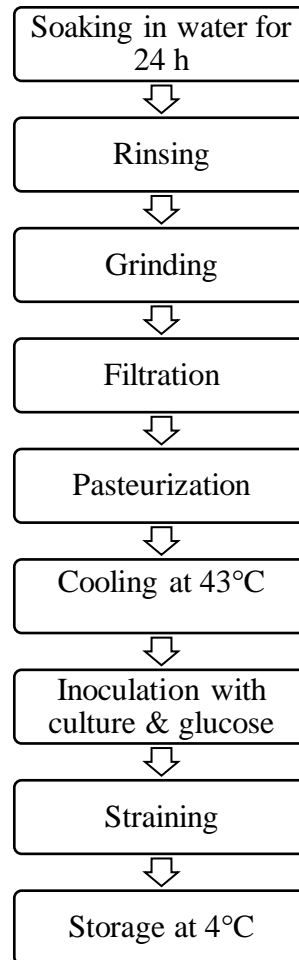 Soaking in water for
24 h
Rinsing
Grinding
Filtration
Pasteurization
Cooling at 43°C
Inoculation with
culture & glucose
Straining
Storage at 4°C